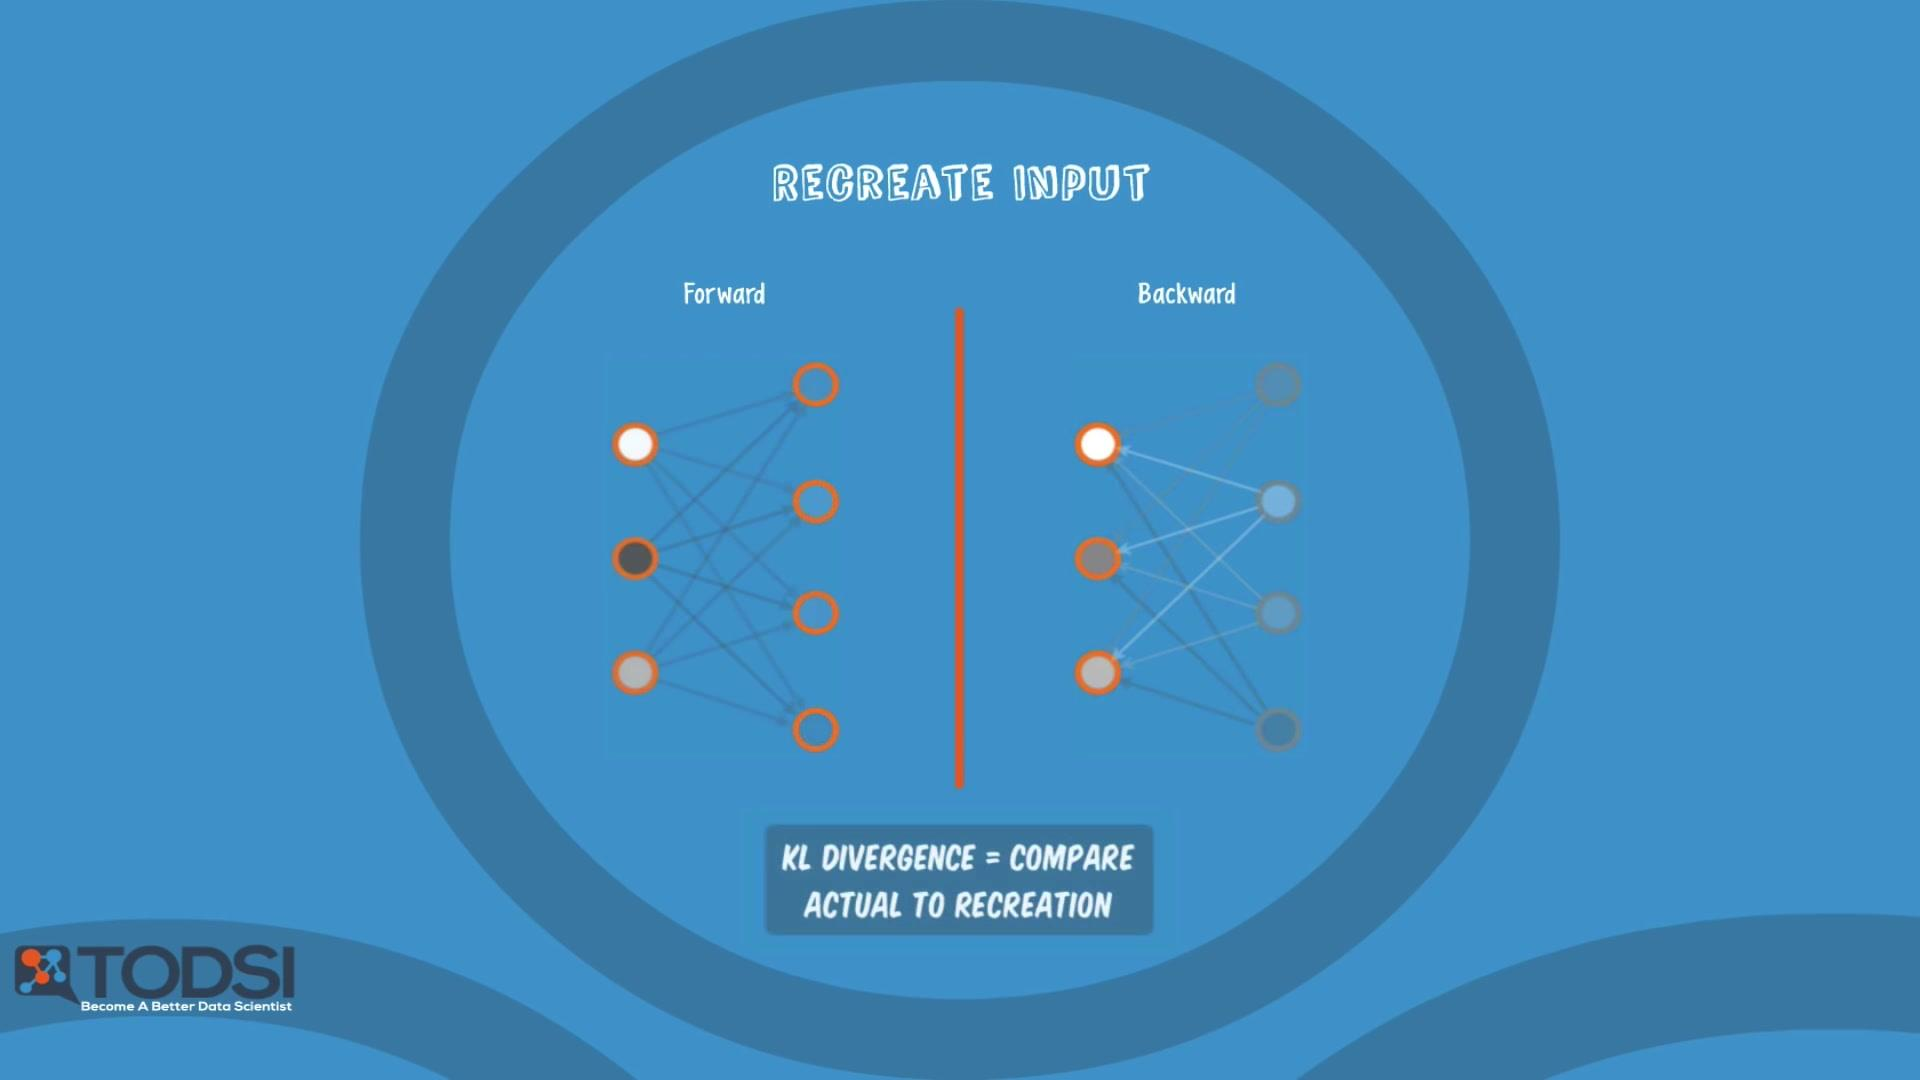 RECREATE INPUT
Forward
Backward
KL DIVERGENCE = COMPARE
ACTUAL TO RECREATION
TODSI
Become A Better Data Scientist